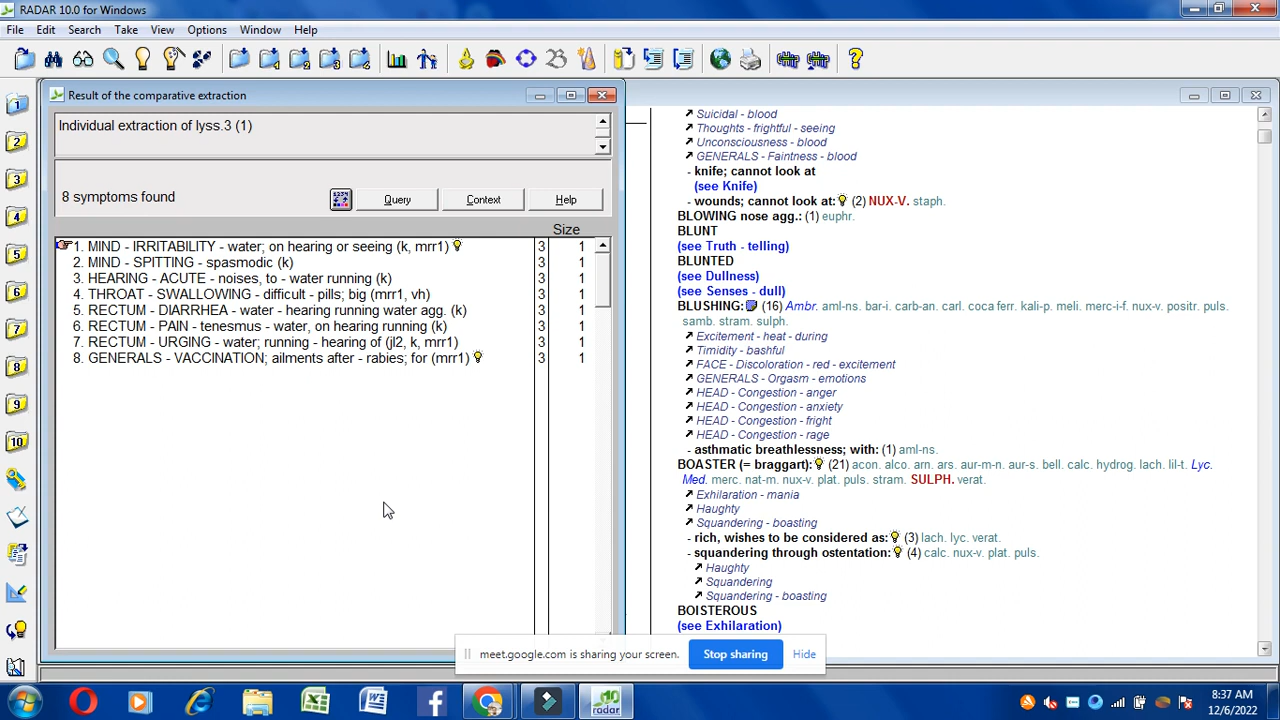 RADAR 10.0 for Windows
File Edit Search Take View Options Window Help
Result of the comparative extraction
Individual extraction of lyss.3 (1)
8 symptoms found
Query Context Help
Size
1. MIND - IRRITABILITY - water; on hearing or seeing (k, mrr1) 3 1
2. MIND - SPITTING - spasmodic (k) 3 1
3. HEARING - ACUTE - noises, to - water running (k) 3 1
4. THROAT - SWALLOWING - difficult - pills; big (mrr1, vh) 3 1
5. RECTUM - DIARRHEA - water - hearing running water agg. (k) 3 1
6. RECTUM - PAIN - tenesmus - water, on hearing running (k) 3 1
7. RECTUM - URGING - water; running - hearing of (jl2, k, mrr1) 3 1
8. GENERALS - VACCINATION; ailments after - rabies; for (mrr1) 3 1
Suicidal - blood
Thoughts - frightful - seeing
Unconsciousness - blood
GENERALS - Faintness - blood
- knife; cannot look at
(see Knife)
- wounds; cannot look at: (2) NUX-V. staph.
BLOWING nose agg.: (1) euphr.
BLUNT
(see Truth - telling)
BLUNTED
(see Dullness)
(see Senses - dull)
BLUSHING: (16) Ambr. aml-ns. bar-i. carb-an. carl. coca ferr. kali-p. meli. merc-i-f. nux-v. positr. puls.
samb. stram. sulph.
Excitement - heat - during
Timidity - bashful
FACE - Discoloration - red - excitement
GENERALS - Orgasm - emotions
HEAD - Congestion - anger
HEAD - Congestion - anxiety
HEAD - Congestion - fright
HEAD - Congestion - rage
- asthmatic breathlessness; with: (1) aml-ns.
BOASTER (= braggart): (21) acon. alco. arn. ars. aur-m-n. aur-s. bell. calc. hydrog. lach. lil-t. Lyc.
Med. merc. nat-m. nux-v. plat. puls. stram. SULPH. verat.
Exhilaration - mania
Haughty
Squandering - boasting
- rich, wishes to be considered as: (3) lach. lyc. verat.
- squandering through ostentation: (4) calc. nux-v. plat. puls.
Haughty
Squandering
Squandering - boasting
BOISTEROUS
(see Exhilaration)
meet.google.com is sharing your screen. Stop sharing Hide
1
2
3
4
5
6
7
8
9
10
radar
8:37 AM
12/6/2022